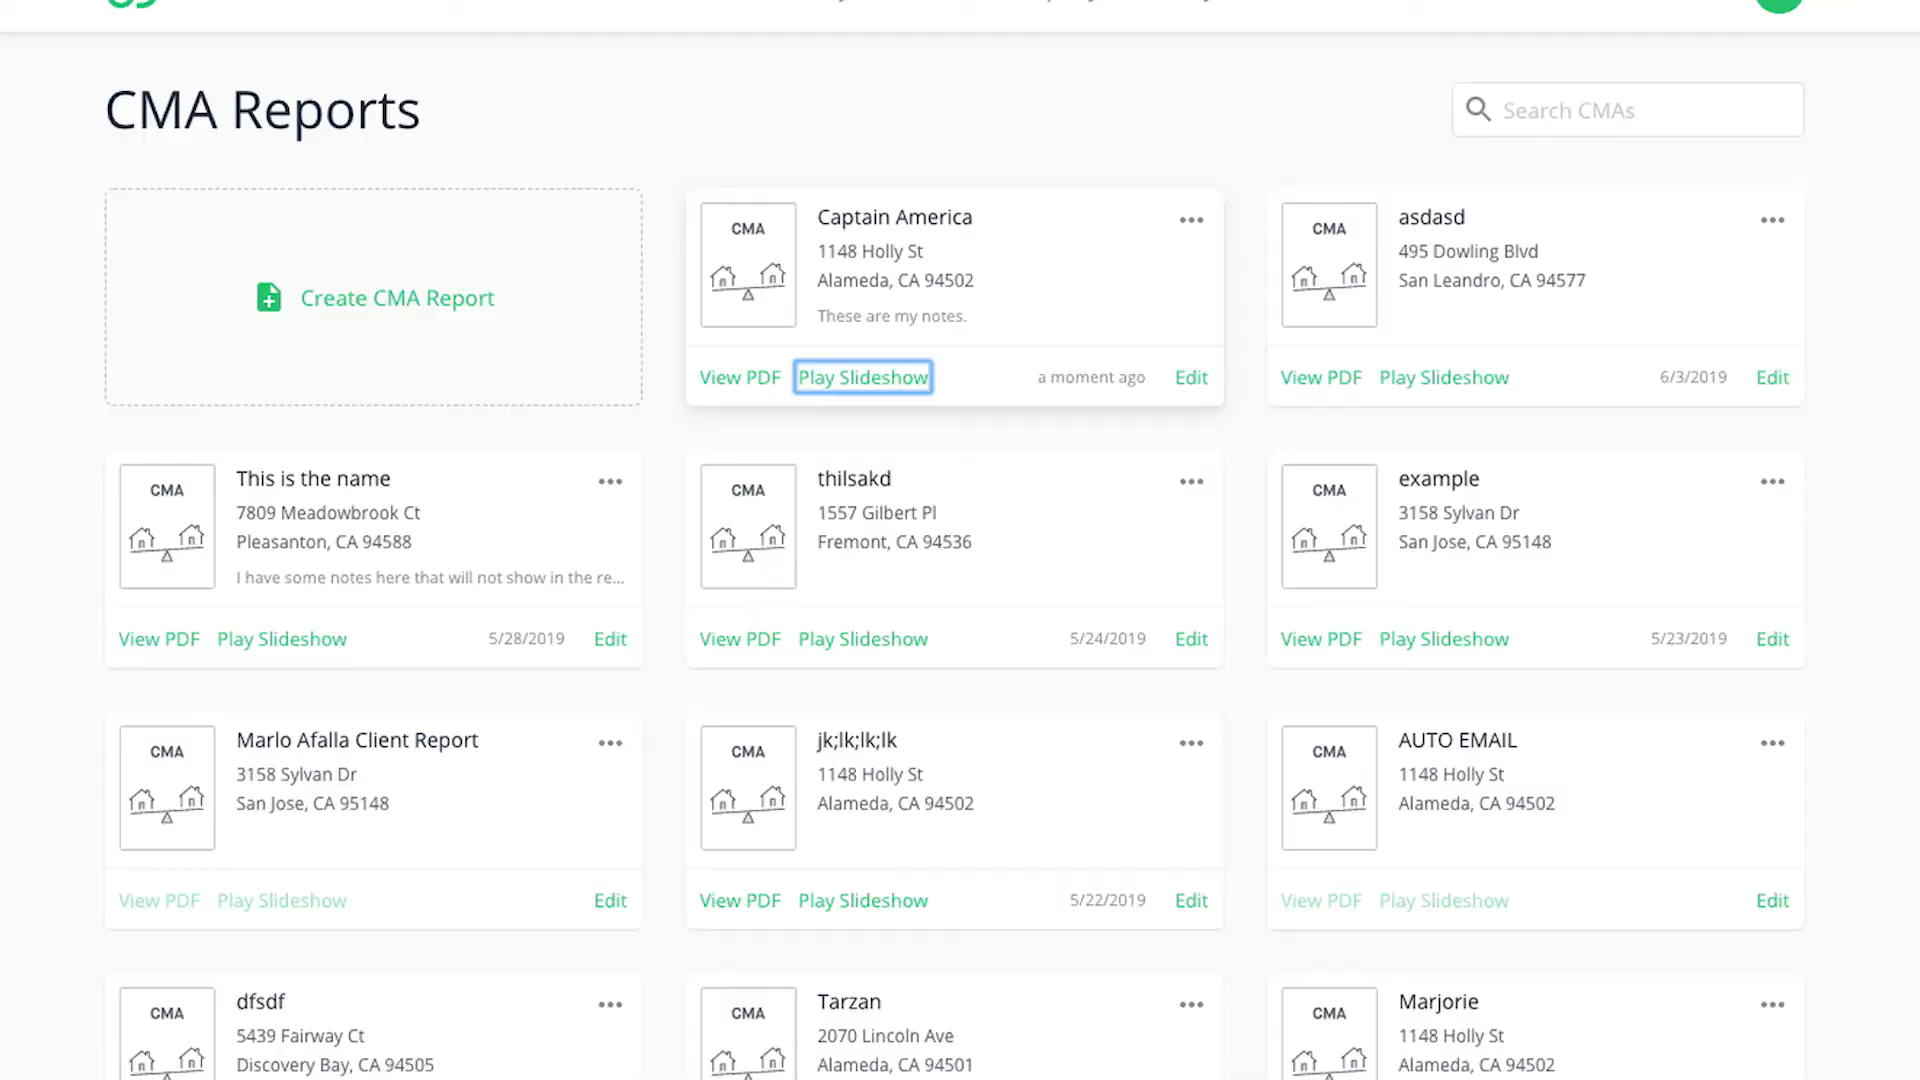 CMA Reports
Search CMAs
Create CMA Report
CMA
Captain America
1148 Holly St
Alameda, CA 94502
These are my notes.
View PDF Play Slideshow a moment ago Edit
CMA
asdasd
495 Dowling Blvd
San Leandro, CA 94577
View PDF Play Slideshow 6/3/2019 Edit
CMA
This is the name
7809 Meadowbrook Ct
Pleasanton, CA 94588
I have some notes here that will not show in the re...
View PDF Play Slideshow 5/28/2019 Edit
CMA
thilsakd
1557 Gilbert Pl
Fremont, CA 94536
View PDF Play Slideshow 5/24/2019 Edit
CMA
example
3158 Sylvan Dr
San Jose, CA 95148
View PDF Play Slideshow 5/23/2019 Edit
CMA
Marlo Afalla Client Report
3158 Sylvan Dr
San Jose, CA 95148
View PDF Play Slideshow Edit
CMA
jk;lk;lk;lk
1148 Holly St
Alameda, CA 94502
View PDF Play Slideshow 5/22/2019 Edit
CMA
AUTO EMAIL
1148 Holly St
Alameda, CA 94502
View PDF Play Slideshow Edit
CMA
dfsdf
5439 Fairway Ct
Discovery Bay, CA 94505
CMA
Tarzan
2070 Lincoln Ave
Alameda, CA 94501
CMA
Marjorie
1148 Holly St
Alameda, CA 94502